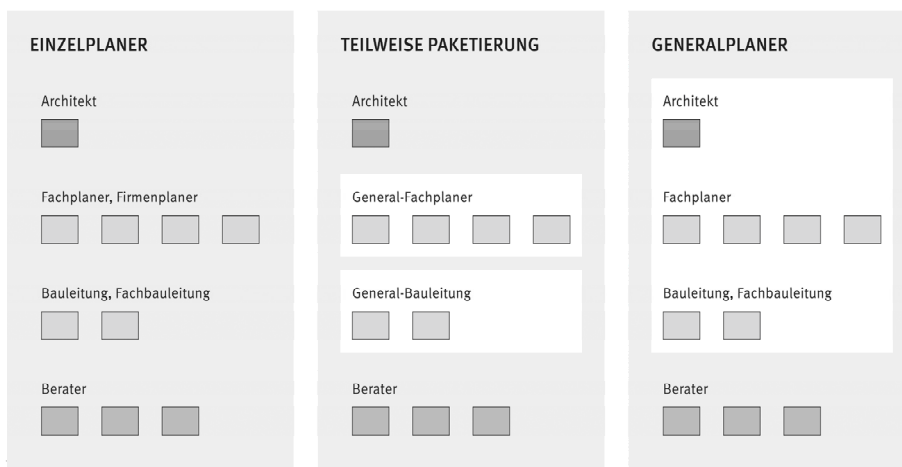 EINZELPLANER
Architekt
Fachplaner, Firmenplaner
Bauleitung, Fachbauleitung
Berater
TEILWEISE PAKETIERUNG
Architekt
General-Fachplaner
General-Bauleitung
Berater
GENERALPLANER
Architekt
Fachplaner
Bauleitung, Fachbauleitung
Berater